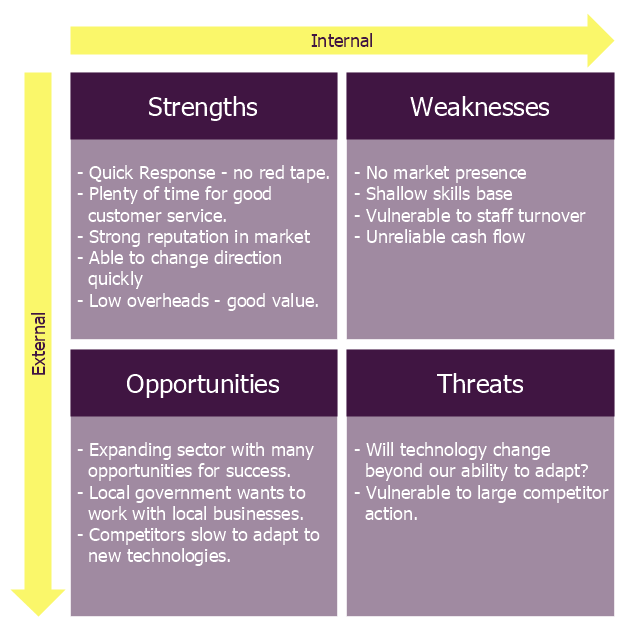 Internal
External
Strengths
- Quick Response - no red tape.
- Plenty of time for good
customer service.
- Strong reputation in market
- Able to change direction
quickly
- Low overheads - good value.
Weaknesses
- No market presence
- Shallow skills base
- Vulnerable to staff turnover
- Unreliable cash flow
Opportunities
- Expanding sector with many
opportunities for success.
- Local government wants to
work with local businesses.
- Competitors slow to adapt to
new technologies.
Threats
- Will technology change
beyond our ability to adapt?
- Vulnerable to large competitor
action.